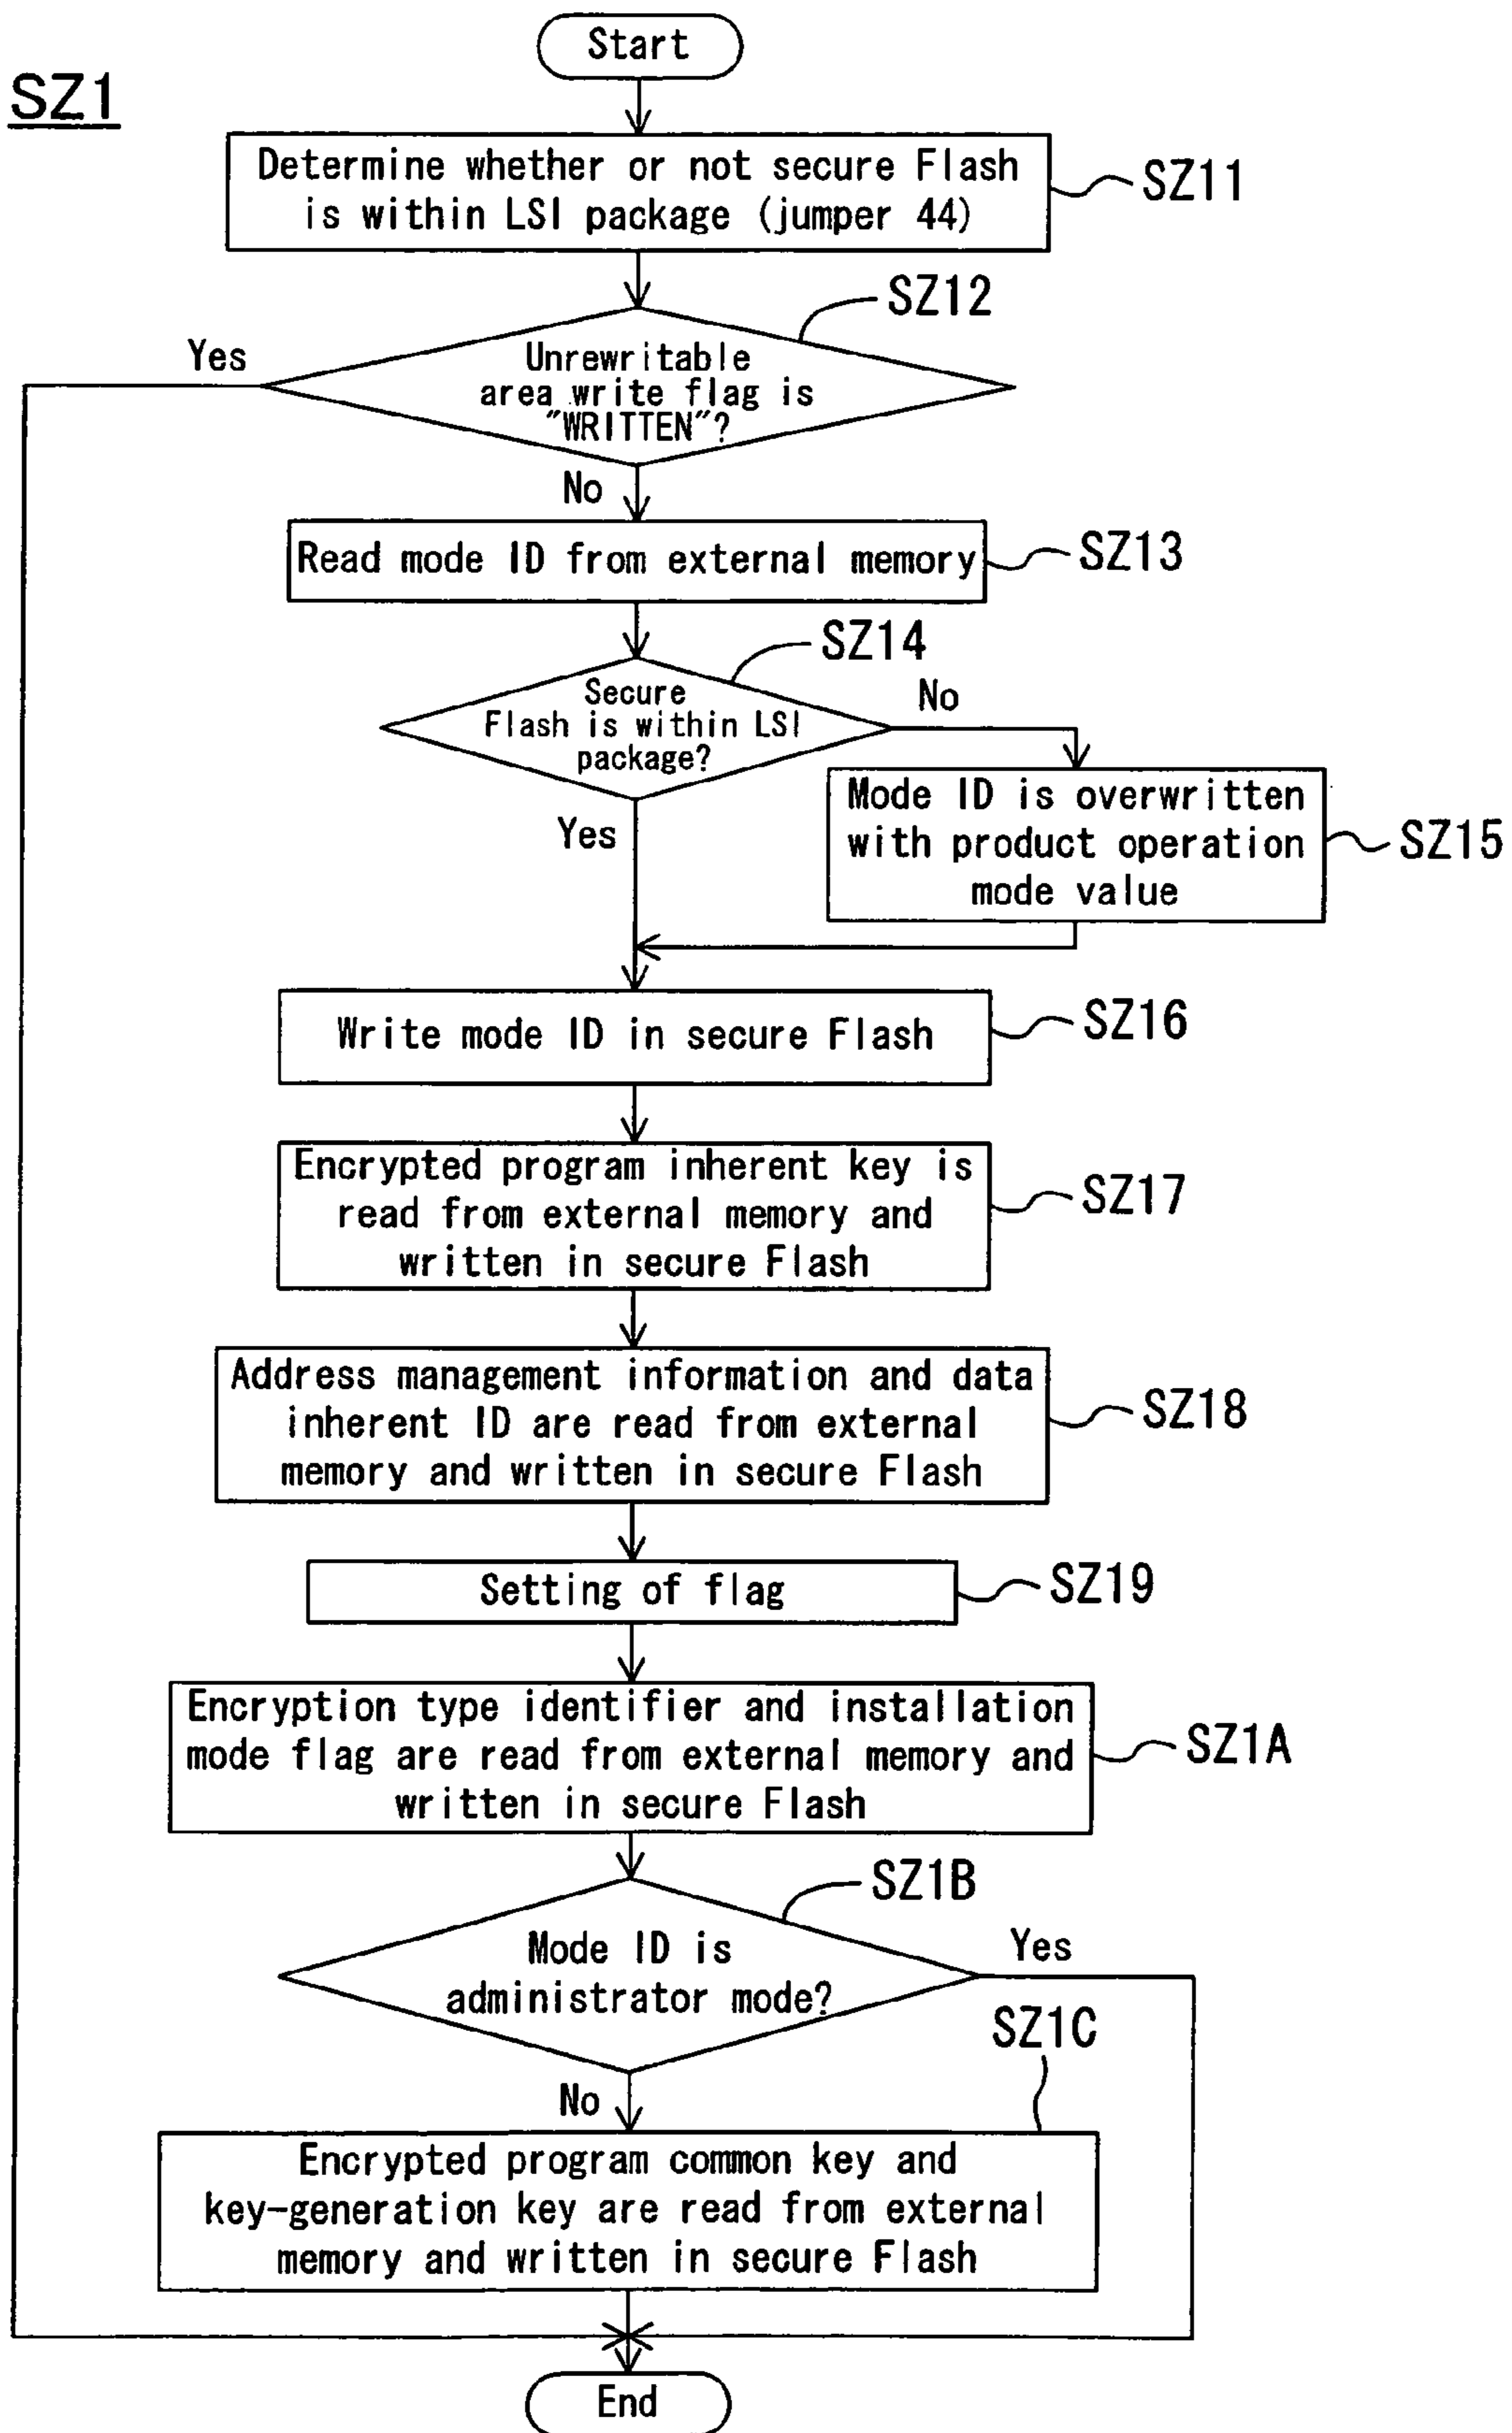 SZ1
Start
Determine whether or not secure Flash
is within LSI package (jumper 44)
SZ11
SZ12
Yes
Unrewritable
area write flag is
"WRITTEN"?
No
Read mode ID from external memory
SZ13
SZ14
Secure
Flash is within LSI
package?
No
Yes
Mode ID is overwritten
with product operation
mode value
SZ15
Write mode ID in secure Flash
SZ16
Encrypted program inherent key is
read from external memory and
written in secure Flash
SZ17
Address management information and data
inherent ID are read from external
memory and written in secure Flash
SZ18
Setting of flag
SZ19
Encryption type identifier and installation
mode flag are read from external memory and
written in secure Flash
SZ1A
SZ1B
Mode ID is
administrator mode?
Yes
No
SZ1C
Encrypted program common key and
key-generation key are read from external
memory and written in secure Flash
End